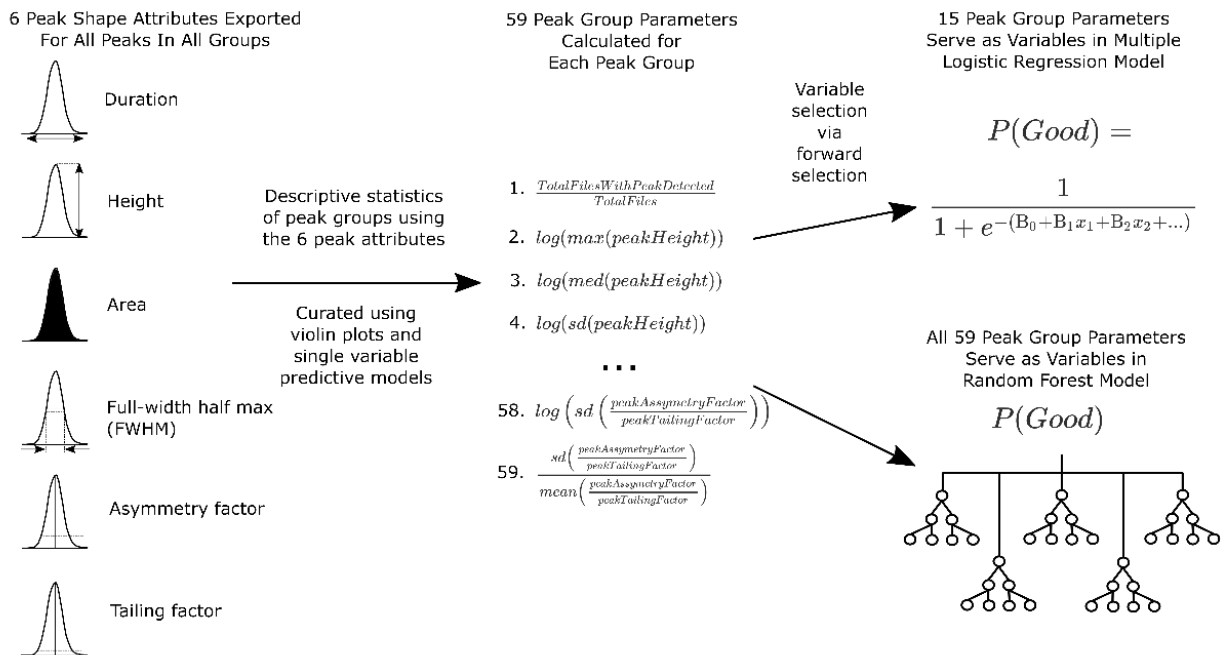 6 Peak Shape Attributes Exported
For All Peaks In All Groups
Duration
Height
Area
Full-width half max
(FWHM)
Asymmetry factor
Tailing factor
Descriptive statistics
of peak groups using
the 6 peak attributes
Curated using
violin plots and
single variable
predictive models
59 Peak Group Parameters
Calculated for
Each Peak Group
1. TotalFilesWithPeakDetected
TotalFiles
2. log(max(peakHeight))
3. log(med(peakHeight))
4. log(sd(peakHeight))
...
58. log(sd(peakAssymetryFactor/peakTailingFactor))
59. sd(peakAssymetryFactor/peakTailingFactor)
mean(peakAssymetryFactor/peakTailingFactor)
Variable
selection
via
forward
selection
15 Peak Group Parameters
Serve as Variables in Multiple
Logistic Regression Model
P(Good) =
1
1 + e^-(B₀+B₁x₁+B₂x₂+...)
All 59 Peak Group Parameters
Serve as Variables in
Random Forest Model
P(Good)